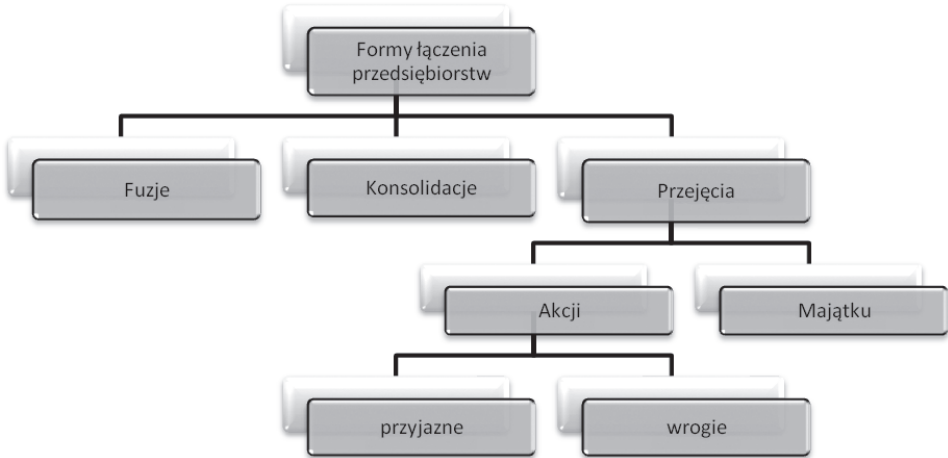 Formy łączenia
przedsiębiorstw
Fuzje
Konsolidacje
Przejęcia
Akcji
Majątku
przyjazne
wrogie